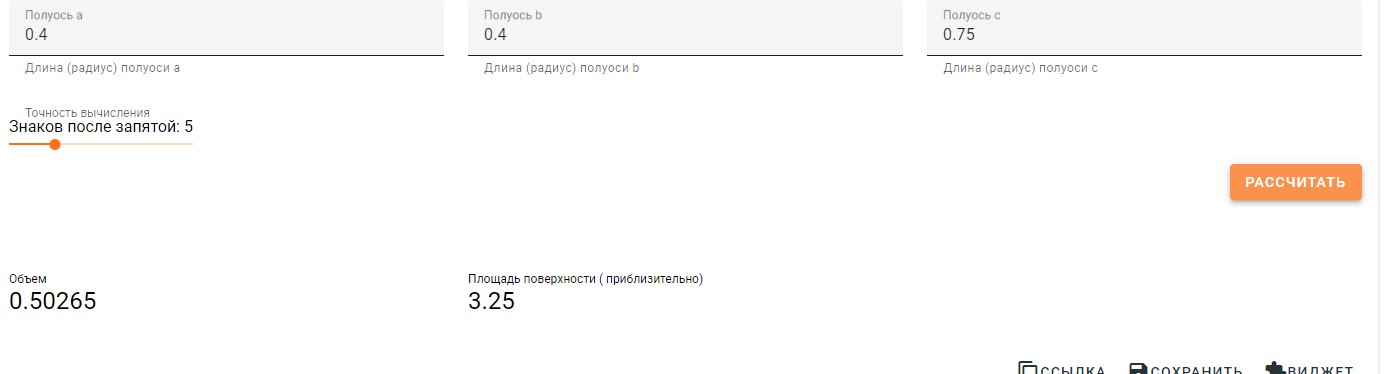 Полуось a Полуось b Полуось c
0.4 0.4 0.75
Длина (радиус) полуоси a Длина (радиус) полуоси b Длина (радиус) полуоси c
Точность вычисления
Знаков после запятой: 5
РАССЧИТАТЬ
Объем Площадь поверхности ( приблизительно)
0.50265 3.25
ССЫЛКА СОХРАНИТЬ ВИДЖЕТ